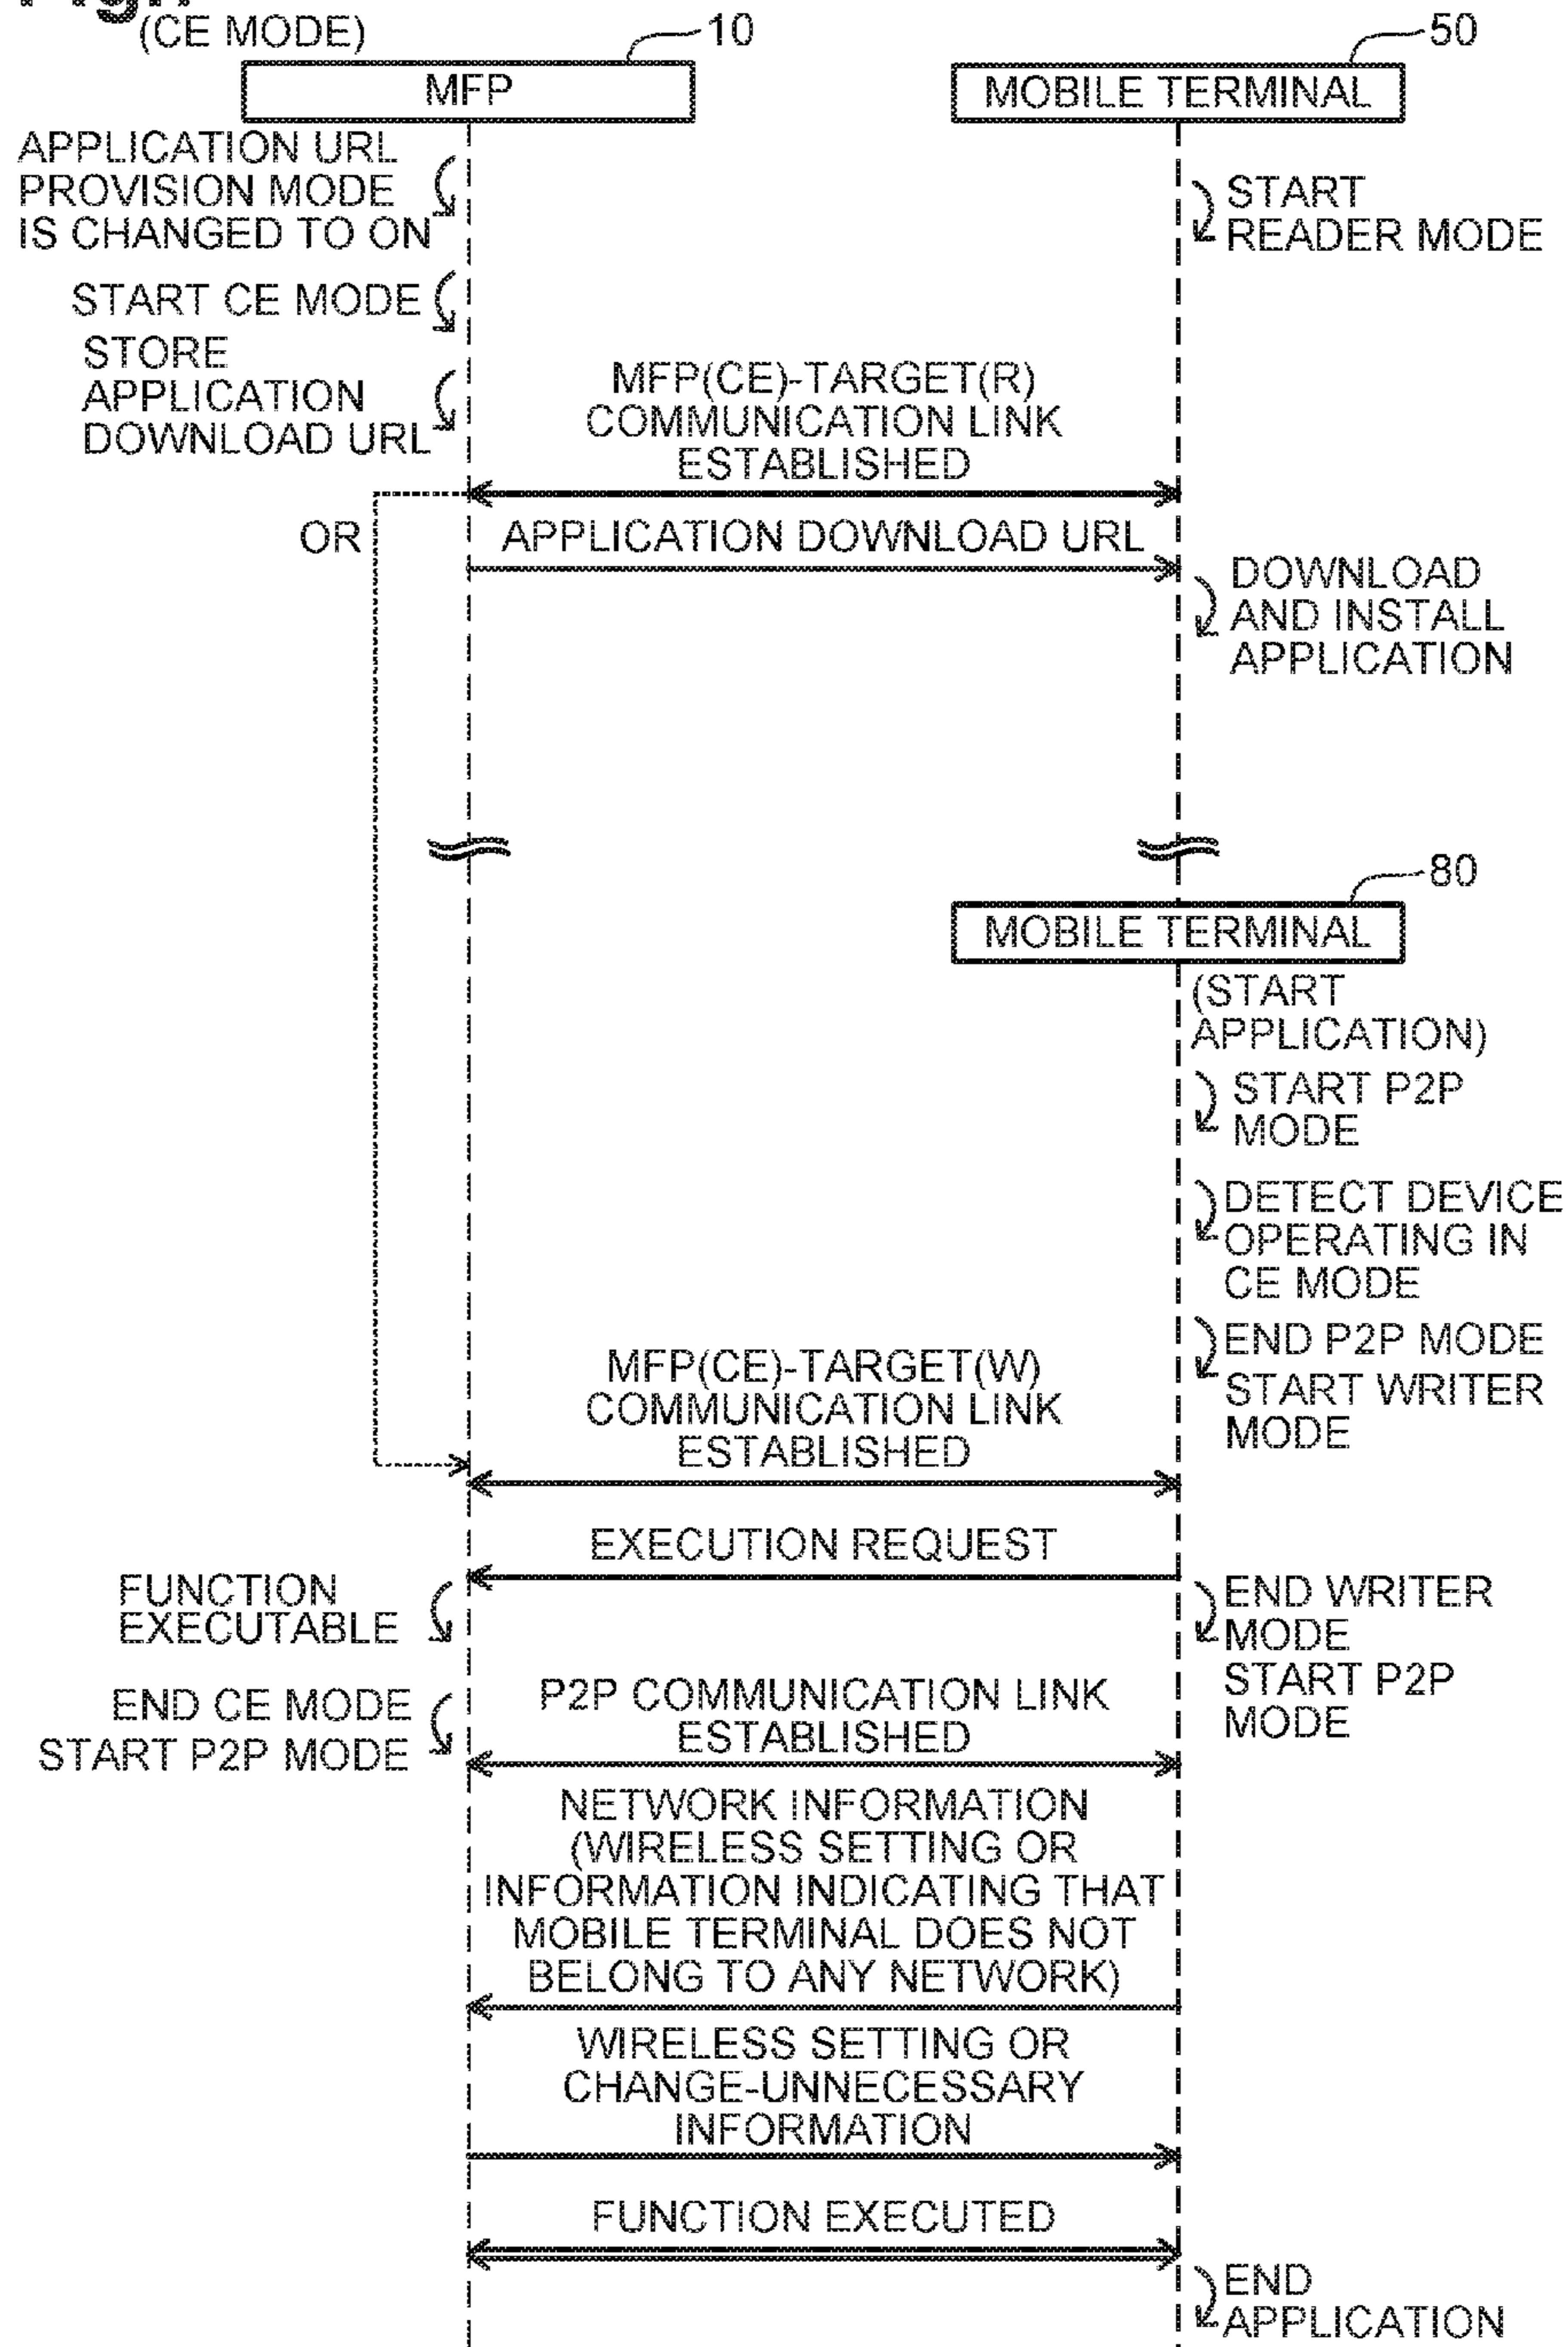 (CE MODE)
10
50
MFP
MOBILE TERMINAL
APPLICATION URL
PROVISION MODE
IS CHANGED TO ON
START
READER MODE
START CE MODE
STORE
APPLICATION
DOWNLOAD URL
MFP(CE)-TARGET(R)
COMMUNICATION LINK
ESTABLISHED
OR
APPLICATION DOWNLOAD URL
DOWNLOAD
AND INSTALL
APPLICATION
80
MOBILE TERMINAL
(START
APPLICATION)
START P2P
MODE
DETECT DEVICE
OPERATING IN
CE MODE
END P2P MODE
START WRITER
MODE
MFP(CE)-TARGET(W)
COMMUNICATION LINK
ESTABLISHED
EXECUTION REQUEST
FUNCTION
EXECUTABLE
END WRITER
MODE
START P2P
MODE
END CE MODE
START P2P MODE
P2P COMMUNICATION LINK
ESTABLISHED
NETWORK INFORMATION
(WIRELESS SETTING OR
INFORMATION INDICATING THAT
MOBILE TERMINAL DOES NOT
BELONG TO ANY NETWORK)
WIRELESS SETTING OR
CHANGE-UNNECESSARY
INFORMATION
FUNCTION EXECUTED
END
APPLICATION